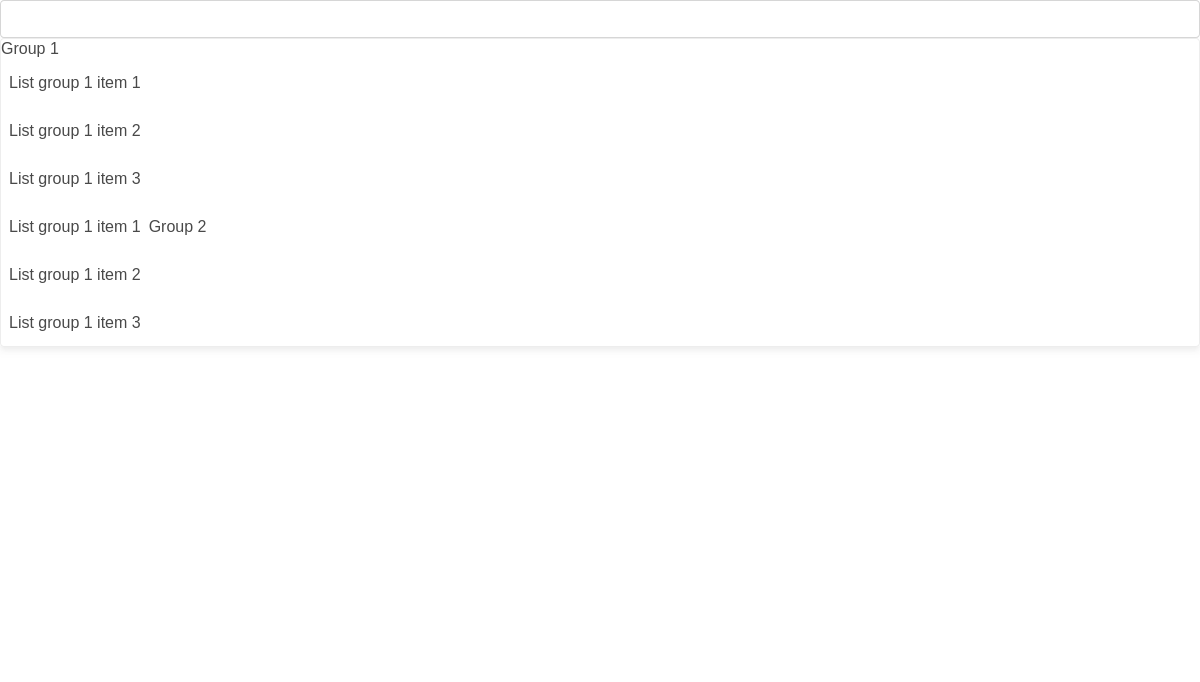 Group 1
List group 1 item 1
List group 1 item 2
List group 1 item 3
List group 1 item 1 Group 2
List group 1 item 2
List group 1 item 3